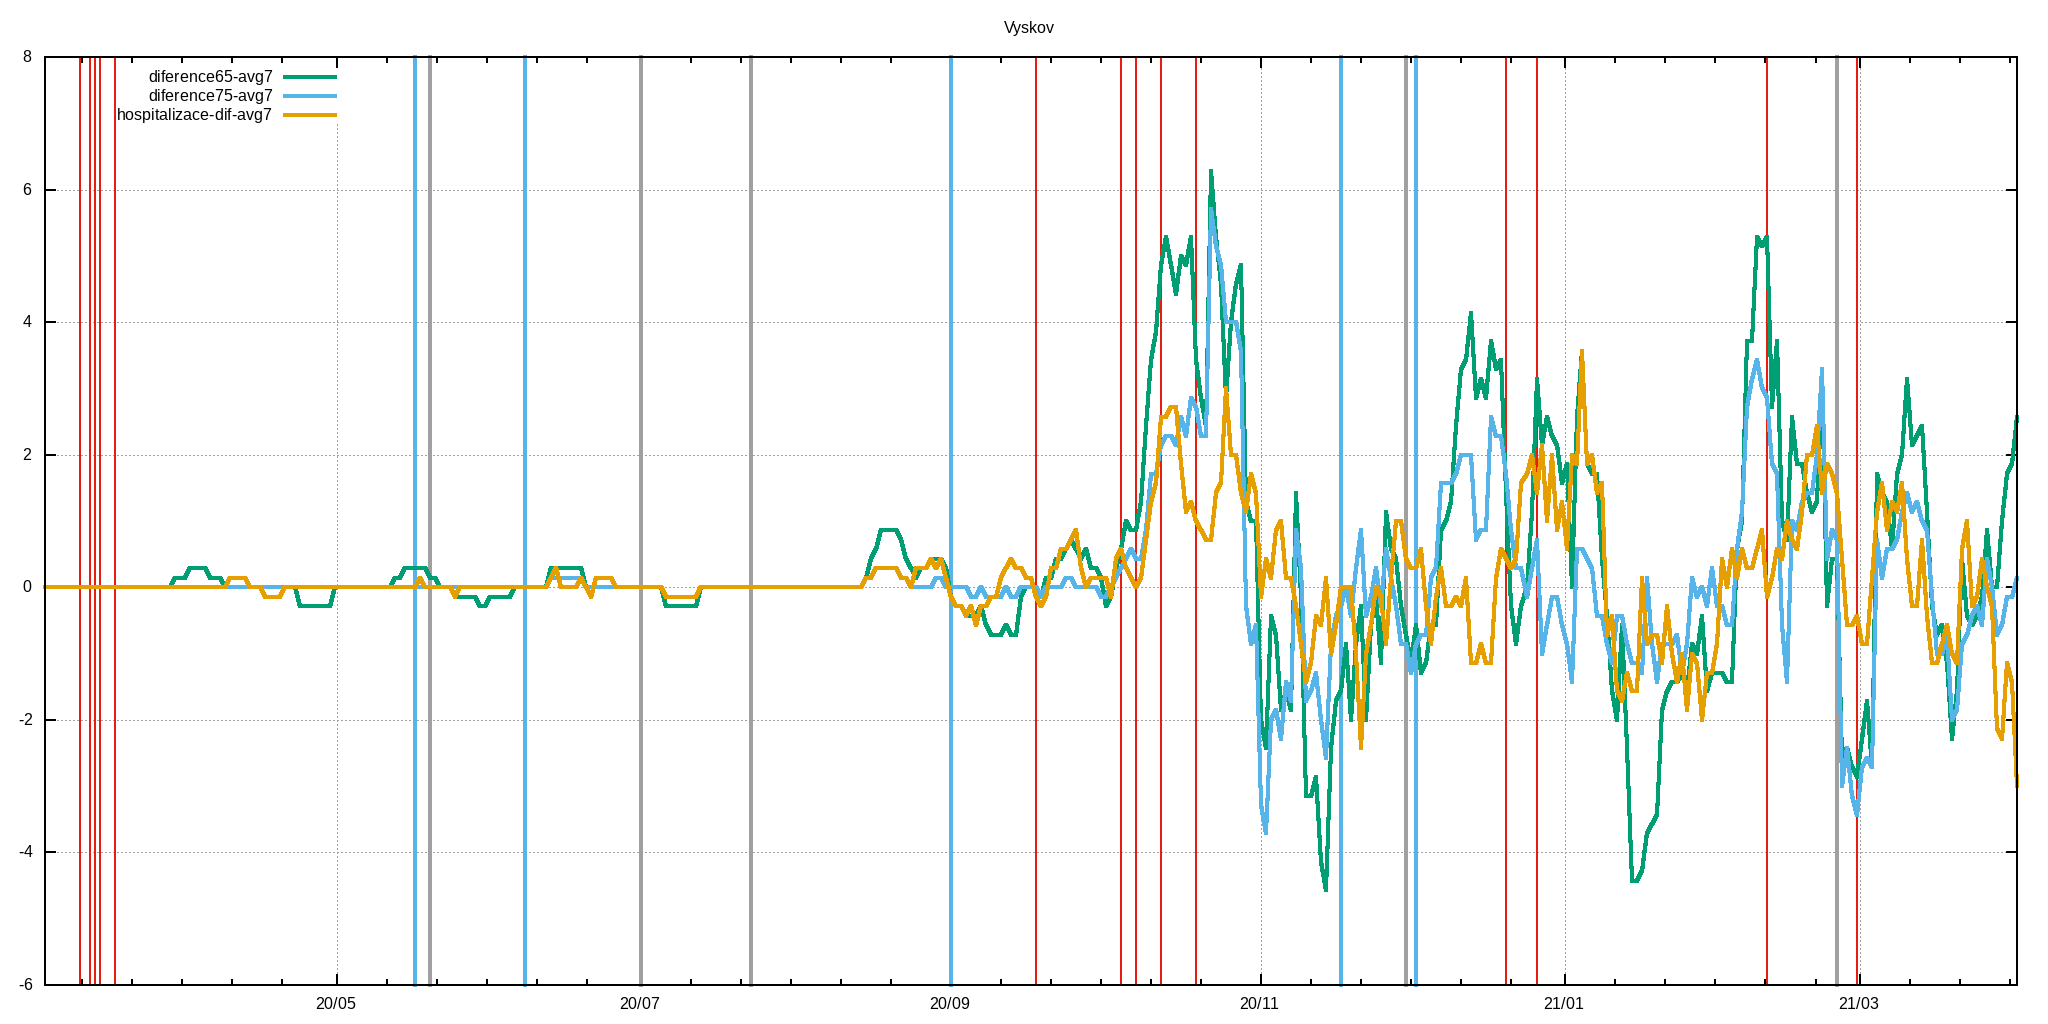 Vyskov
8
diference65-avg7
diference75-avg7
hospitalizace-dif-avg7
6
4
2
0
-2
-4
-6
20/05 20/07 20/09 20/11 21/01 21/03